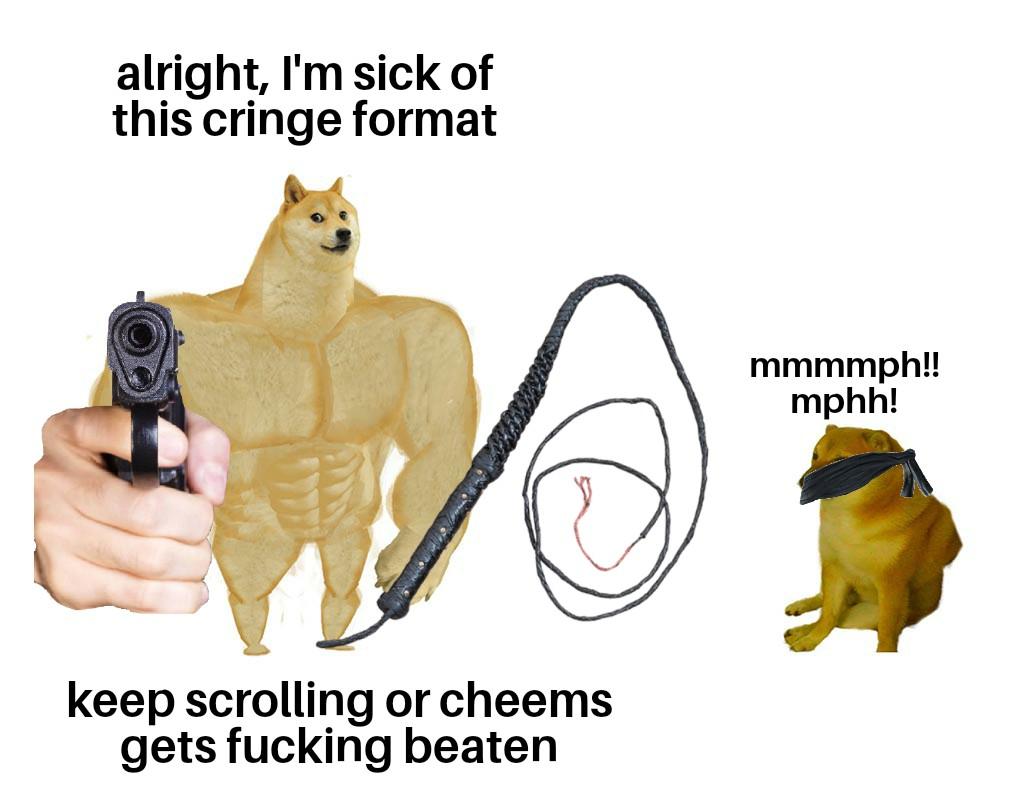 alright, I'm sick of
this cringe format
mmmmph!!
mphh!
keep scrolling or cheems
gets fucking beaten